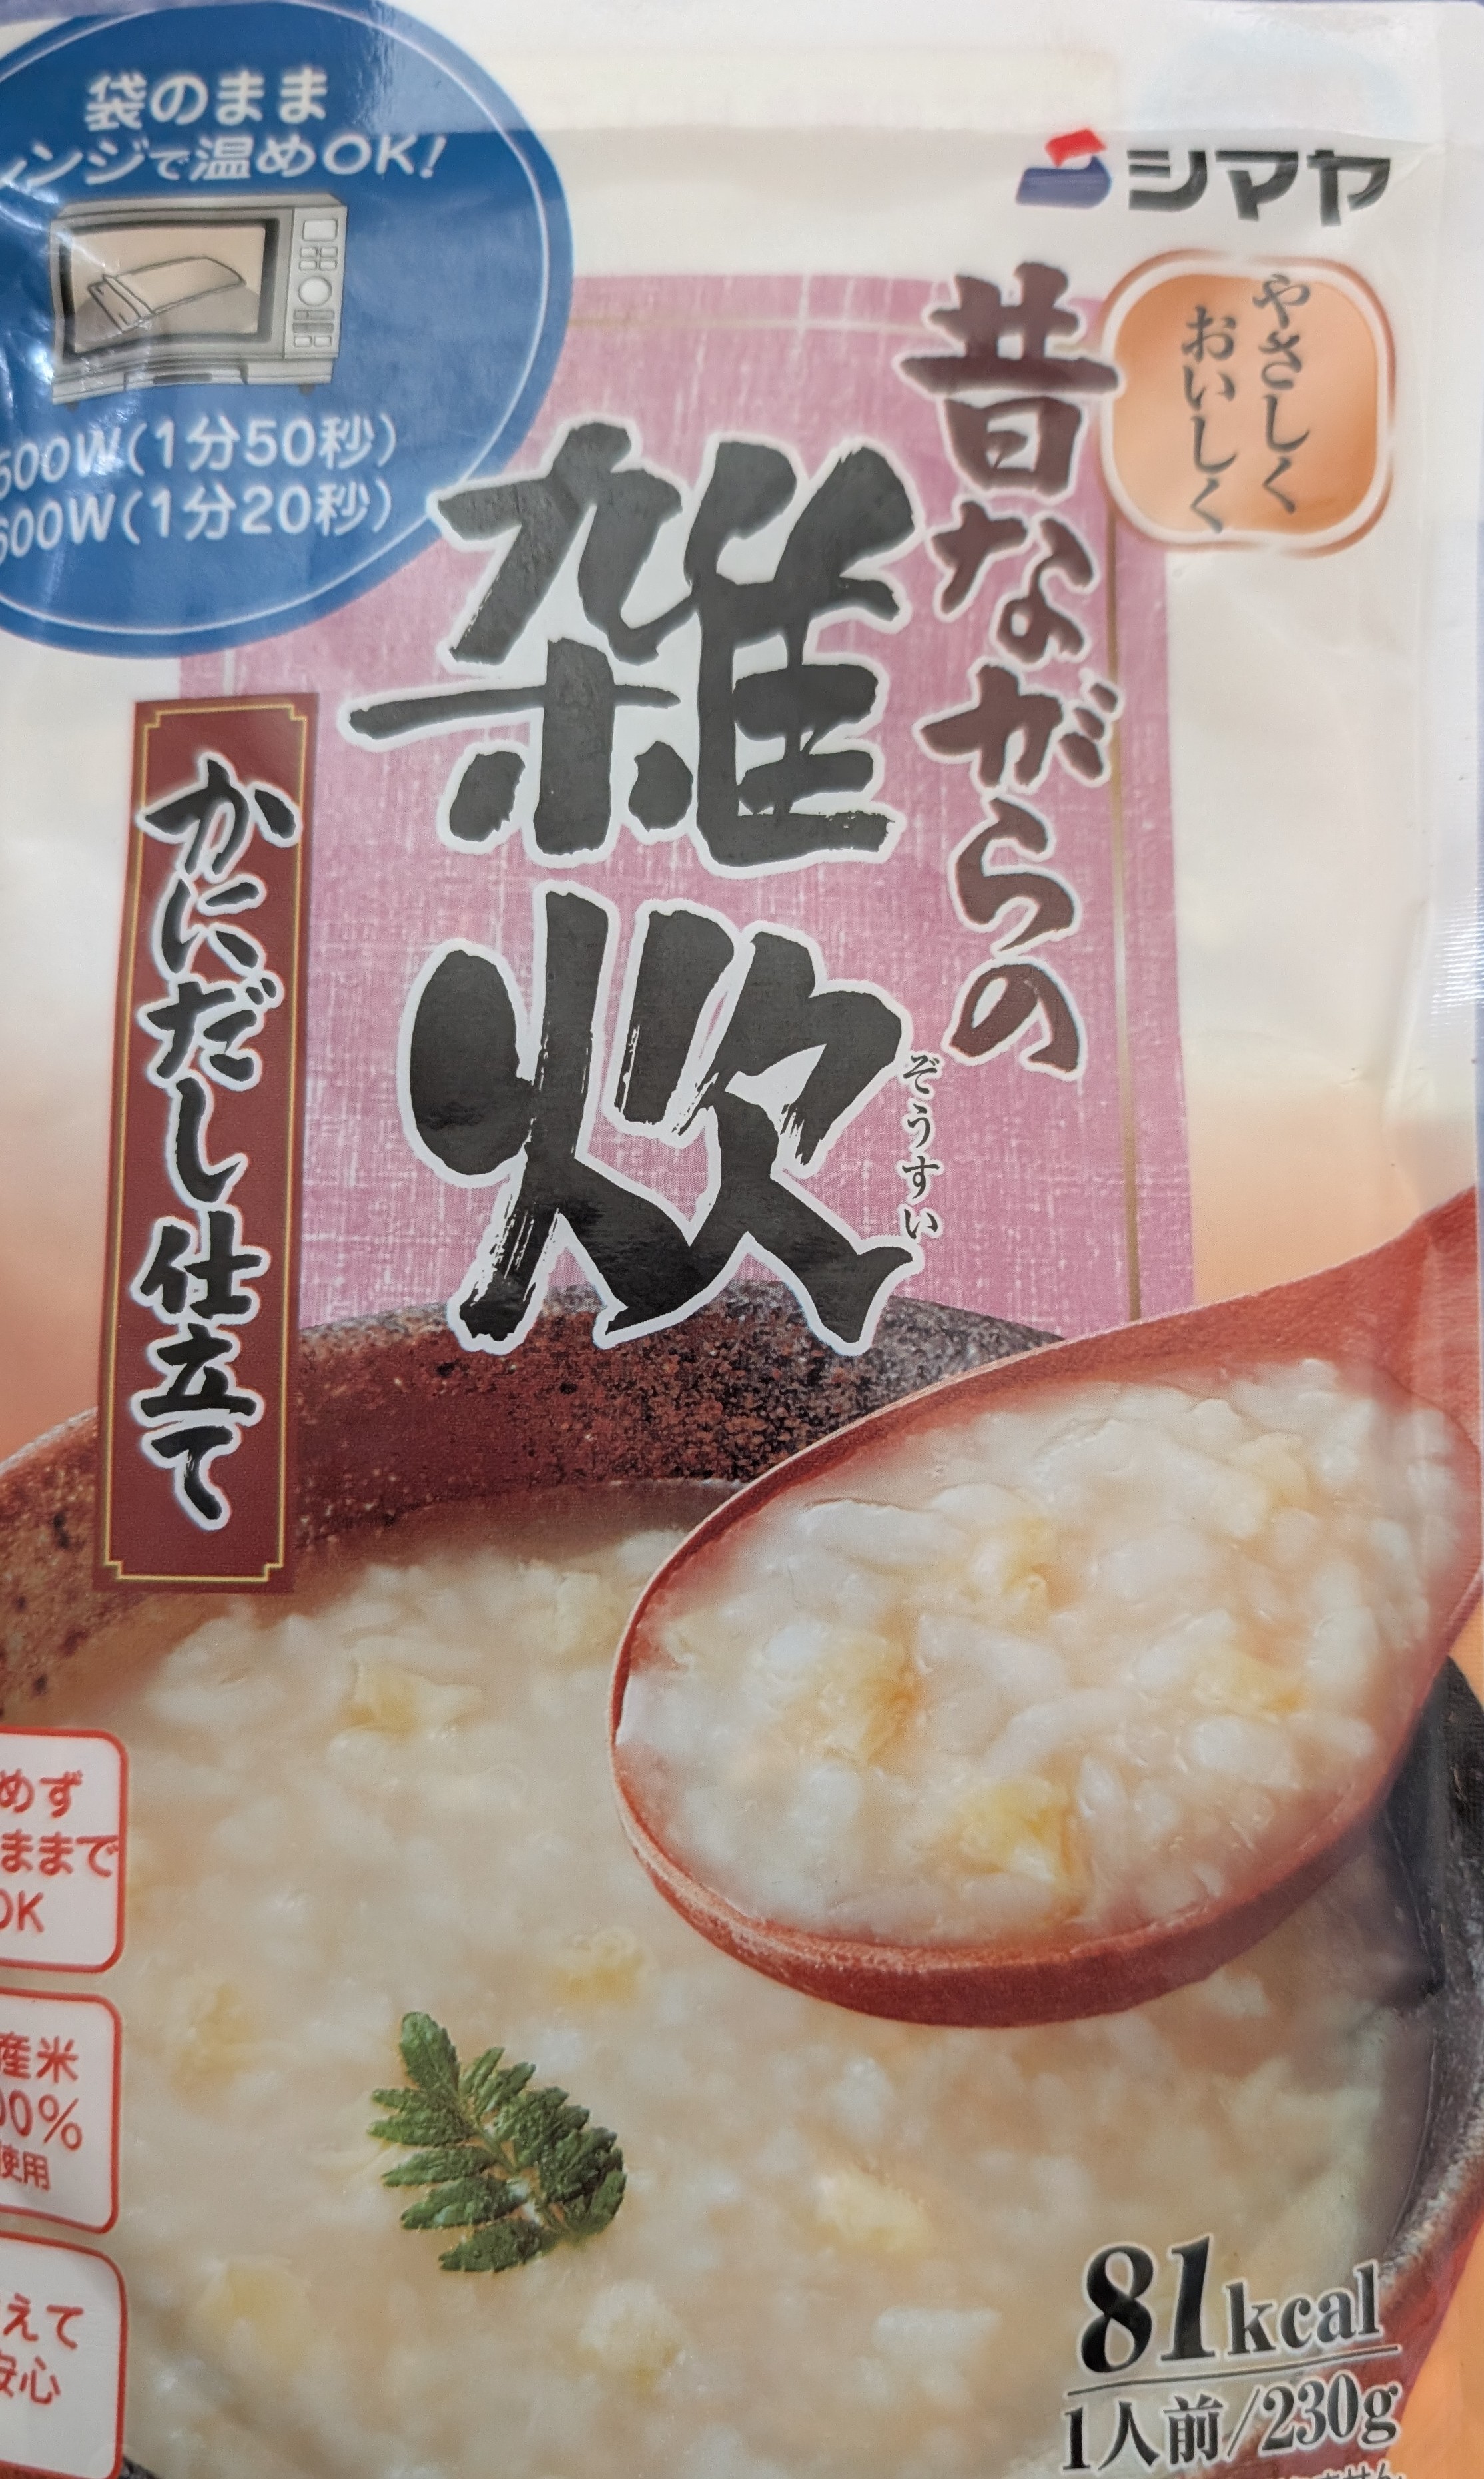 袋のまま
ンジで温めOK!
500W(1分50秒)
600W(1分20秒)
シマヤ
やさしく
おいしく
昔ながらの
雑炊
ぞうすい
かにだし仕立て
めず
ままで
OK
産米
00%
使用
えて
安心
81kcal
1人前/230g